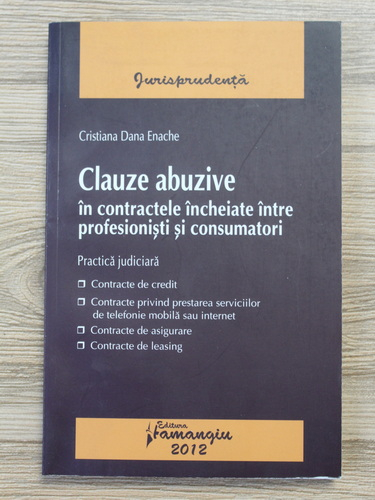 Jurisprudență
Cristiana Dana Enache
Clauze abuzive
în contractele încheiate între
profesioniști și consumatori
Practică judiciară
Contracte de credit
Contracte privind prestarea serviciilor
de telefonie mobilă sau internet
Contracte de asigurare
Contracte de leasing
Editura
Hamangiu
2012